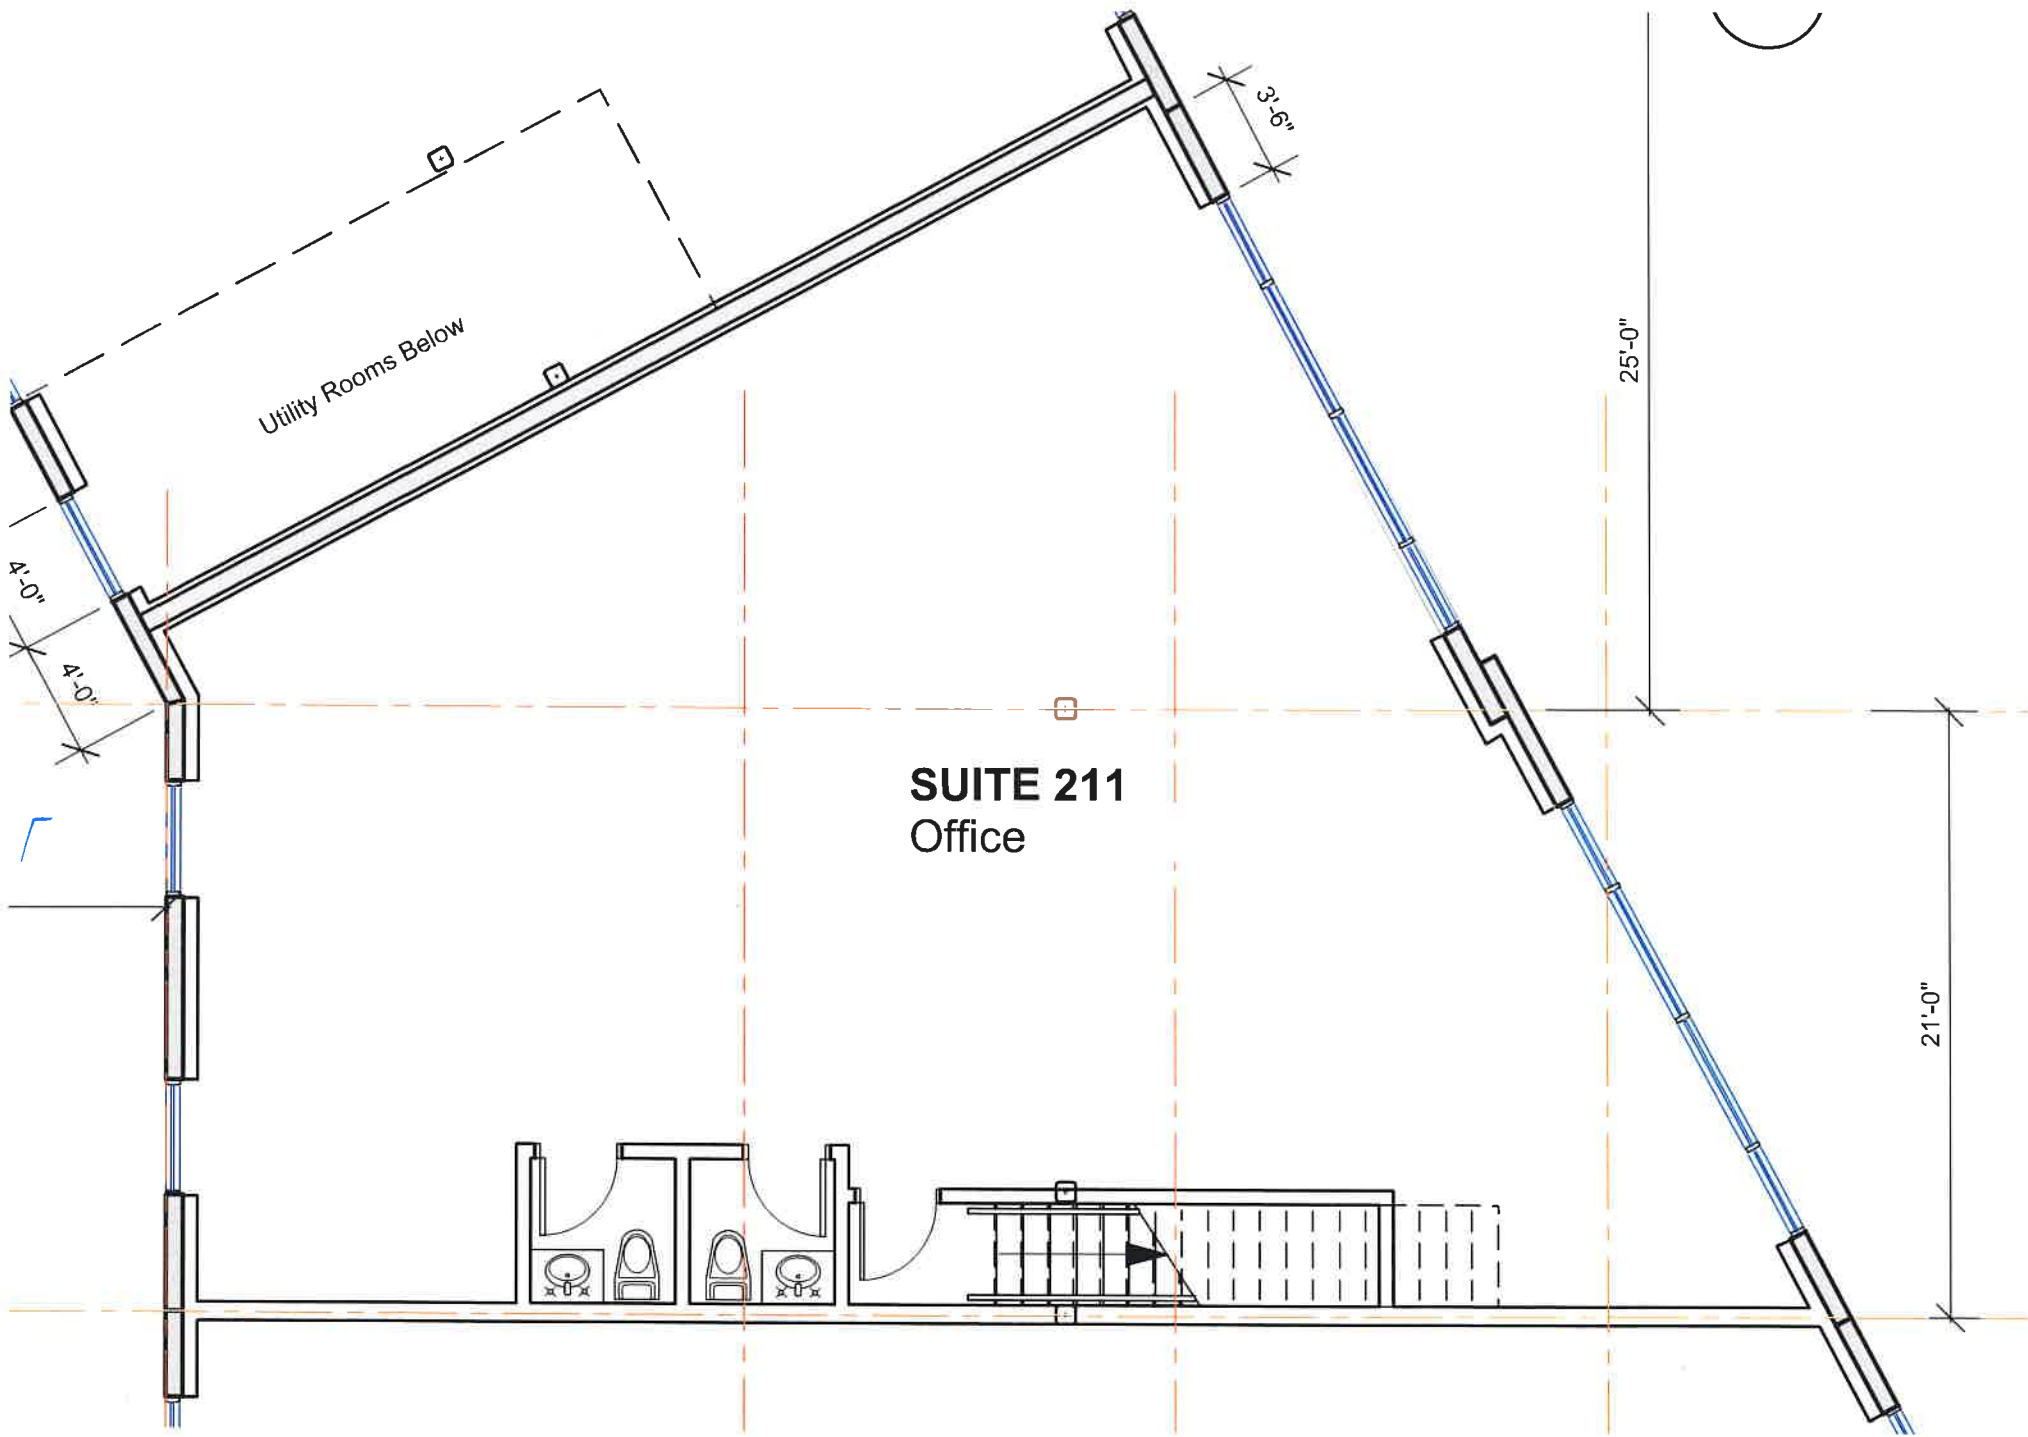 3'-6"
25'-0"
Utility Rooms Below
4'-0"
4'-0"
SUITE 211
Office
21'-0"